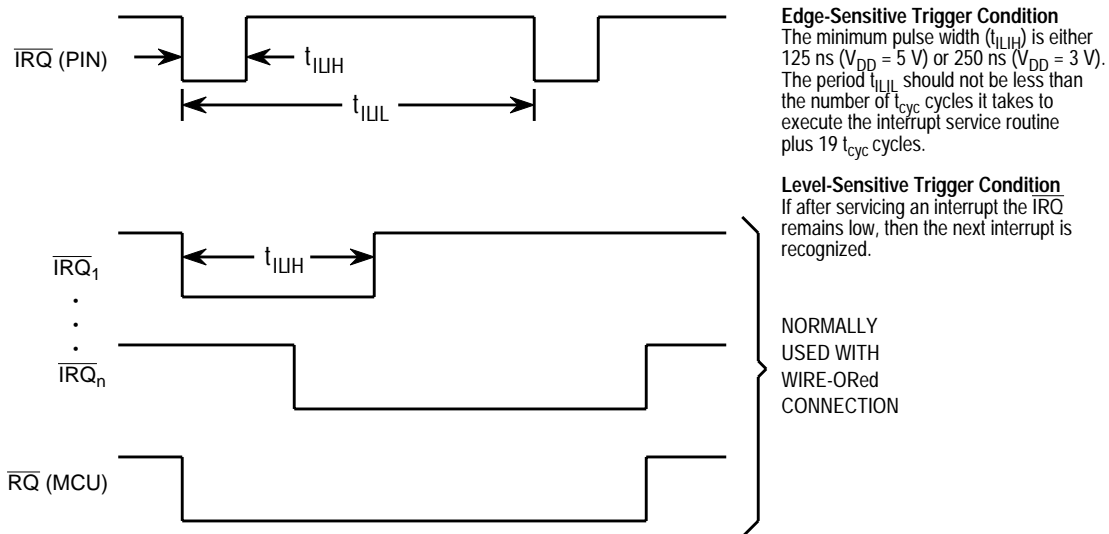 IRQ (PIN)
tILIH
tILIL
Edge-Sensitive Trigger Condition
The minimum pulse width (tILIH) is either
125 ns (VDD = 5 V) or 250 ns (VDD = 3 V).
The period tILIL should not be less than
the number of tcyc cycles it takes to
execute the interrupt service routine
plus 19 tcyc cycles.
Level-Sensitive Trigger Condition
If after servicing an interrupt the IRQ
remains low, then the next interrupt is
recognized.
IRQ1
tILIH
.
.
.
IRQn
RQ (MCU)
NORMALLY
USED WITH
WIRE-ORed
CONNECTION